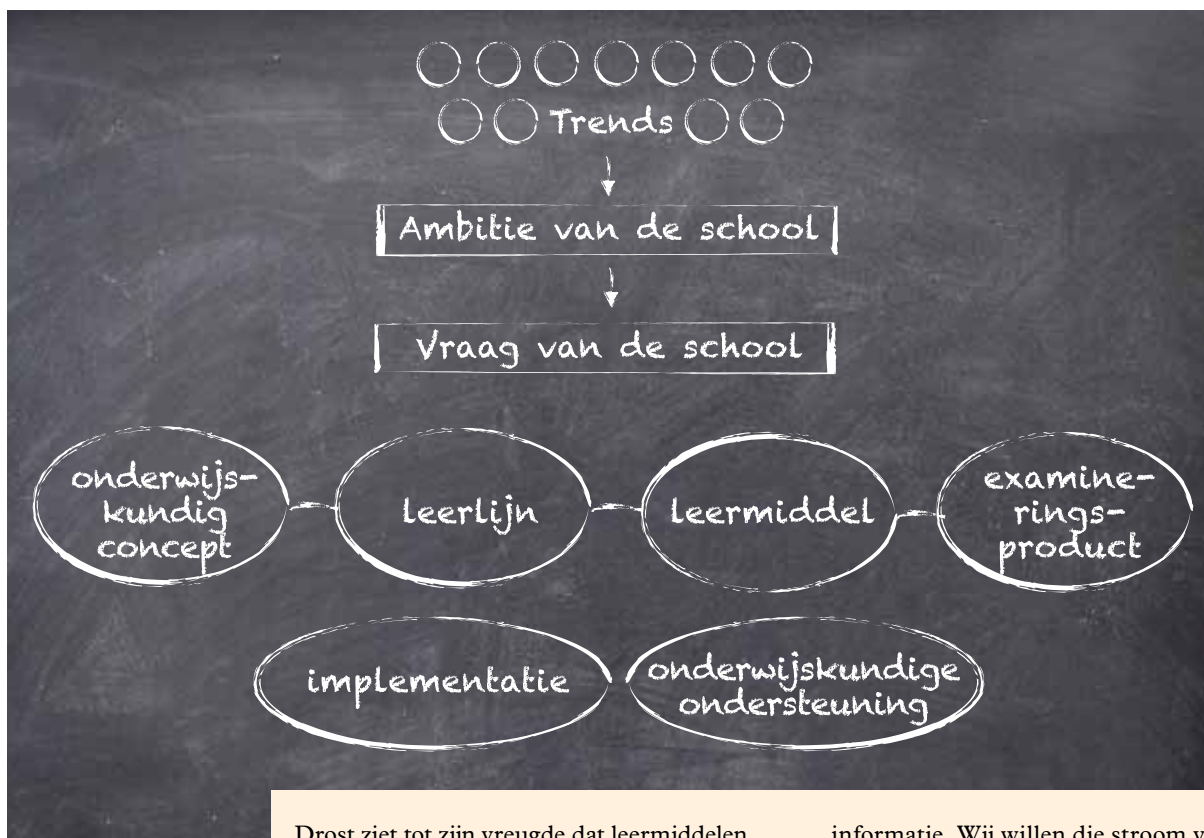 Trends
Ambitie van de school
Vraag van de school
onderwijs-
kundig
concept
leerlijn
leermiddel
examine-
rings-
product
implementatie
onderwijskundige
ondersteuning
Drost ziet tot zijn vreugde dat leermiddelen
informatie. Wij willen die stroom v